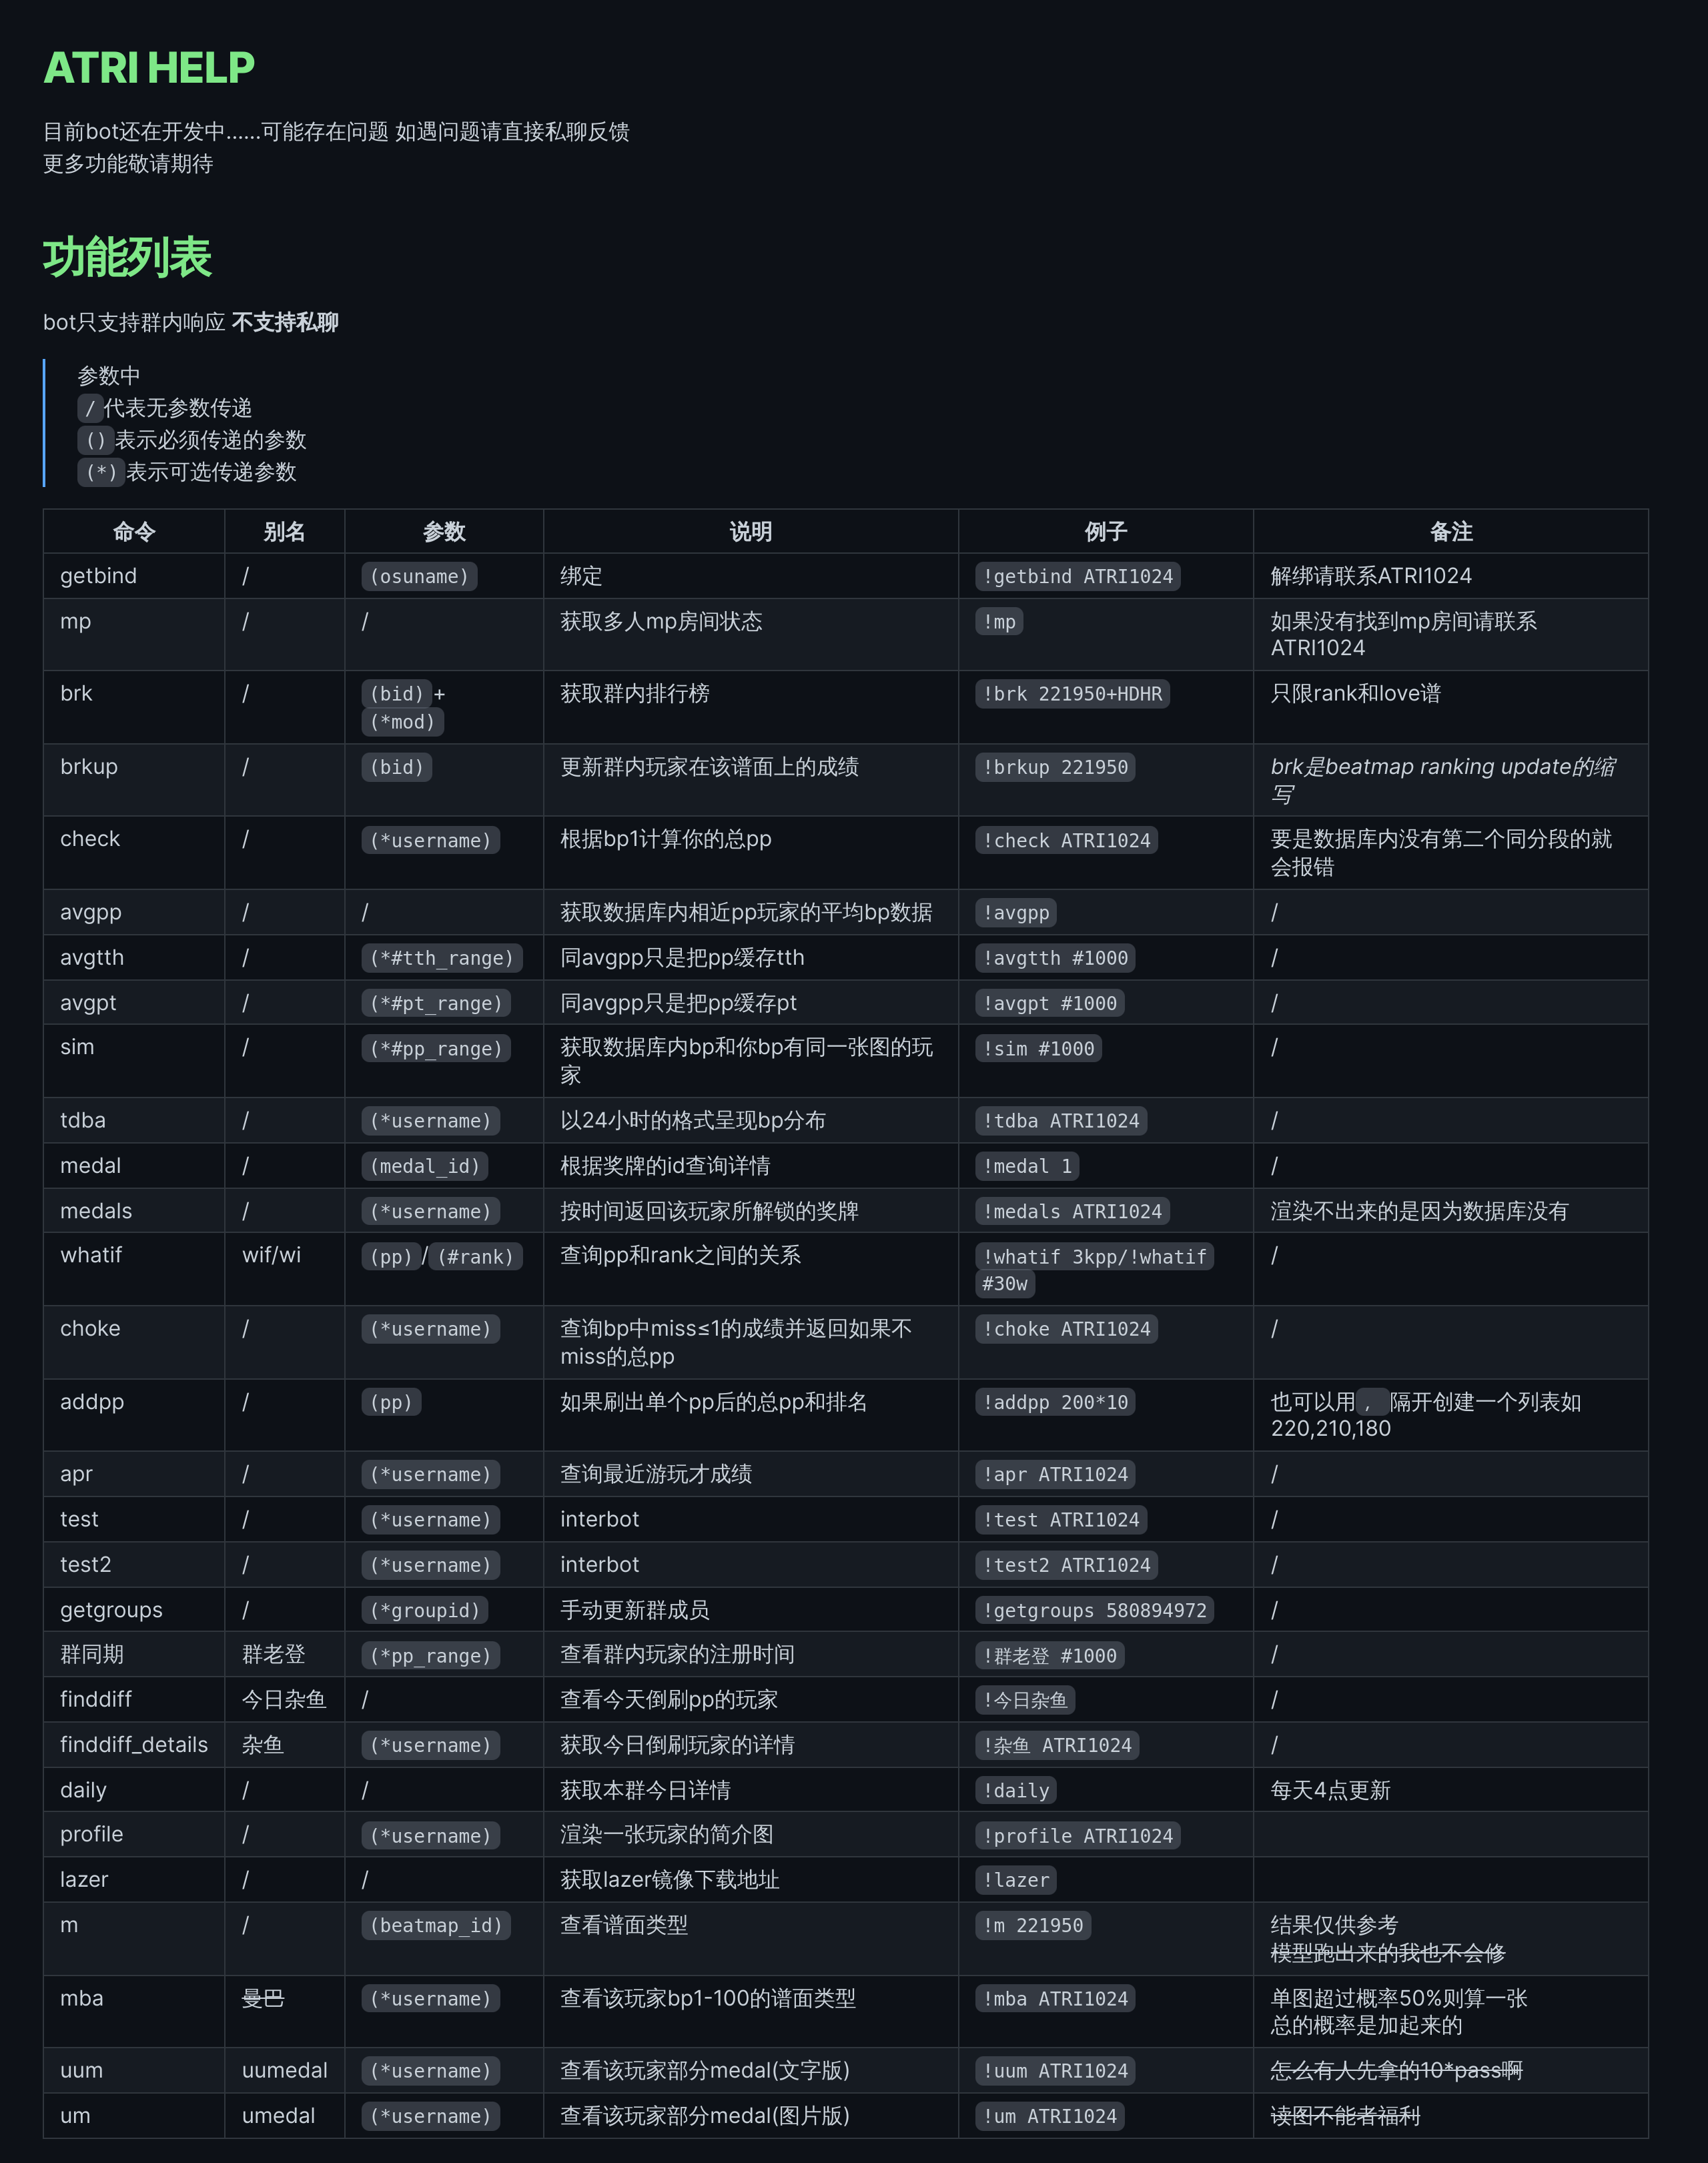 ATRI HELP
目前bot还在开发中......可能存在问题 如遇问题请直接私聊反馈
更多功能敬请期待
功能列表
bot只支持群内响应 不支持私聊
参数中
/代表无参数传递
()表示必须传递的参数
(*)表示可选传递参数
命令 别名 参数 说明 例子 备注
getbind / (osuname) 绑定 !getbind ATRI1024 解绑请联系ATRI1024
mp / / 获取多人mp房间状态 !mp 如果没有找到mp房间请联系
ATRI1024
brk / (bid)+ 获取群内排行榜 !brk 221950+HDHR 只限rank和love谱
(*mod)
brkup / (bid) 更新群内玩家在该谱面上的成绩 !brkup 221950 brk是beatmap ranking update的缩
写
check / (*username) 根据bp1计算你的总pp !check ATRI1024 要是数据库内没有第二个同分段的就
会报错
avgpp / / 获取数据库内相近pp玩家的平均bp数据 !avgpp /
avgtth / (*#tth_range) 同avgpp只是把pp缓存tth !avgtth #1000 /
avgpt / (*#pt_range) 同avgpp只是把pp缓存pt !avgpt #1000 /
sim / (*#pp_range) 获取数据库内bp和你bp有同一张图的玩 !sim #1000 /
家
tdba / (*username) 以24小时的格式呈现bp分布 !tdba ATRI1024 /
medal / (medal_id) 根据奖牌的id查询详情 !medal 1 /
medals / (*username) 按时间返回该玩家所解锁的奖牌 !medals ATRI1024 渲染不出来的是因为数据库没有
whatif wif/wi (pp)/(#rank) 查询pp和rank之间的关系 !whatif 3kpp/!whatif /
#30w
choke / (*username) 查询bp中miss≤1的成绩并返回如果不 !choke ATRI1024 /
miss的总pp
addpp / (pp) 如果刷出单个pp后的总pp和排名 !addpp 200*10 也可以用，隔开创建一个列表如
220,210,180
apr / (*username) 查询最近游玩才成绩 !apr ATRI1024 /
test / (*username) interbot !test ATRI1024 /
test2 / (*username) interbot !test2 ATRI1024 /
getgroups / (*groupid) 手动更新群成员 !getgroups 580894972 /
群同期 群老登 (*pp_range) 查看群内玩家的注册时间 !群老登 #1000 /
finddiff 今日杂鱼 / 查看今天倒刷pp的玩家 !今日杂鱼 /
finddiff_details 杂鱼 (*username) 获取今日倒刷玩家的详情 !杂鱼 ATRI1024 /
daily / / 获取本群今日详情 !daily 每天4点更新
profile / (*username) 渲染一张玩家的简介图 !profile ATRI1024
lazer / / 获取lazer镜像下载地址 !lazer
m / (beatmap_id) 查看谱面类型 !m 221950 结果仅供参考
模型跑出来的我也不会修
mba 曼巴 (*username) 查看该玩家bp1-100的谱面类型 !mba ATRI1024 单图超过概率50%则算一张
总的概率是加起来的
uum uumedal (*username) 查看该玩家部分medal(文字版) !uum ATRI1024 怎么有人先拿的10*pass啊
um umedal (*username) 查看该玩家部分medal(图片版) !um ATRI1024 读图不能者福利